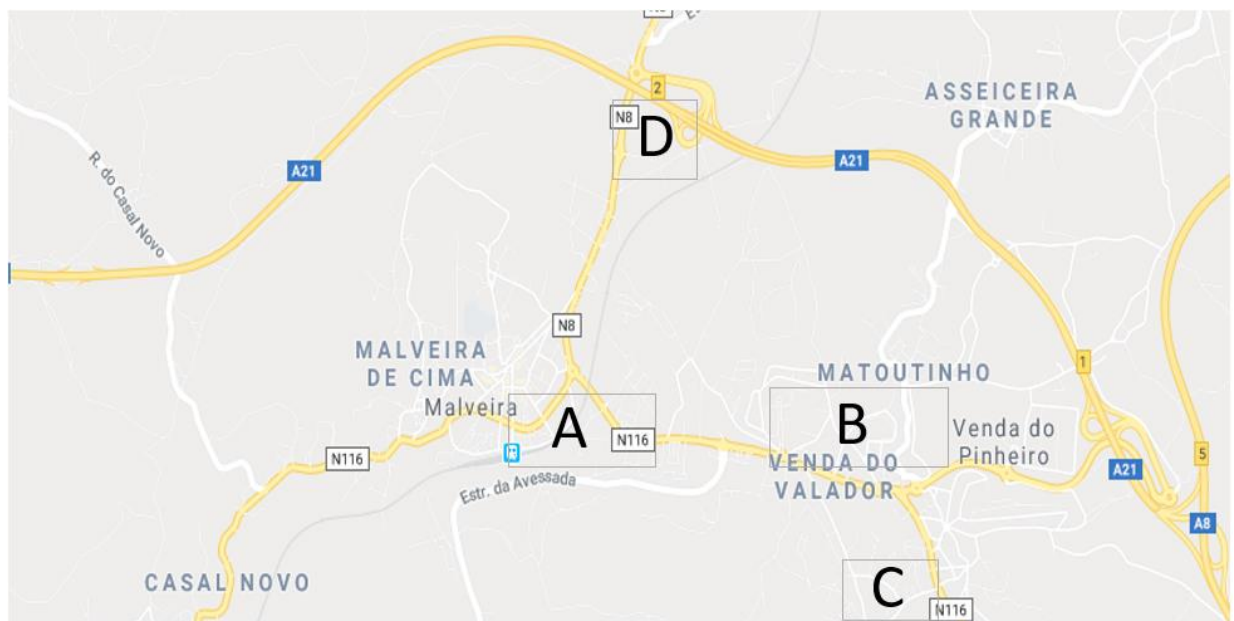 2
N8
D
ASSEICEIRA
GRANDE
A21
A21
R. do Casal Novo
N8
MALVEIRA
DE CIMA
Malveira
MATOUTINHO
1
A
B
N116
N116
Venda do
Pinheiro
VENDA DO
VALADOR
A21
5
Estr. da Avessada
A8
CASAL NOVO
C
N116